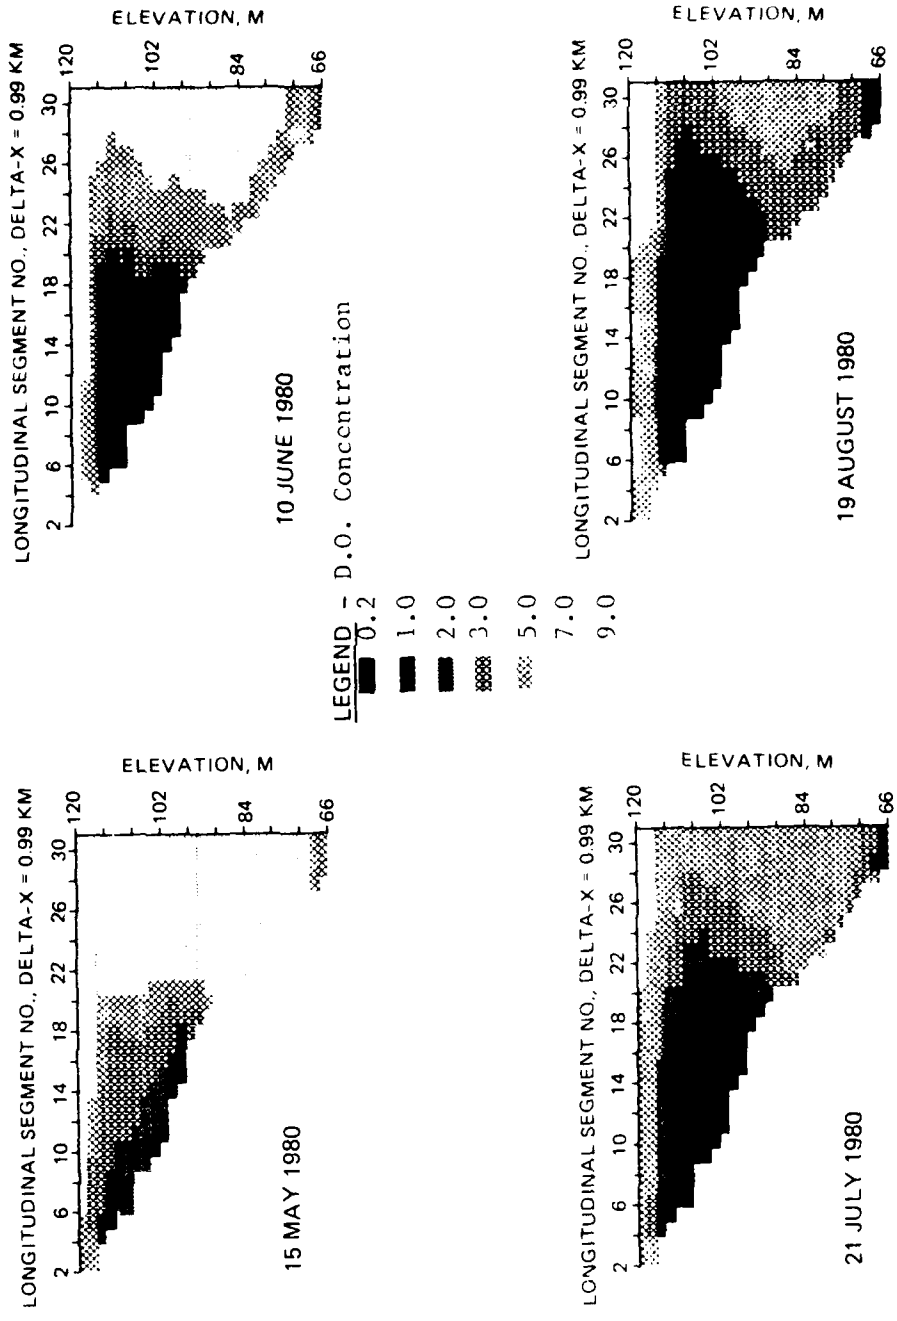 LONGITUDINAL SEGMENT NO., DELTA-X = 0.99 KM
2 6 10 14 18 22 26 30
120
102
84
66
ELEVATION, M
15 MAY 1980
LONGITUDINAL SEGMENT NO., DELTA-X = 0.99 KM
2 6 10 14 18 22 26 30
120
102
84
66
ELEVATION, M
10 JUNE 1980
LEGEND - D.O. Concentration
0.2
1.0
2.0
3.0
5.0
7.0
9.0
LONGITUDINAL SEGMENT NO., DELTA-X = 0.99 KM
2 6 10 14 18 22 26 30
120
102
84
66
ELEVATION, M
21 JULY 1980
LONGITUDINAL SEGMENT NO., DELTA-X = 0.99 KM
2 6 10 14 18 22 26 30
120
102
84
66
ELEVATION, M
19 AUGUST 1980